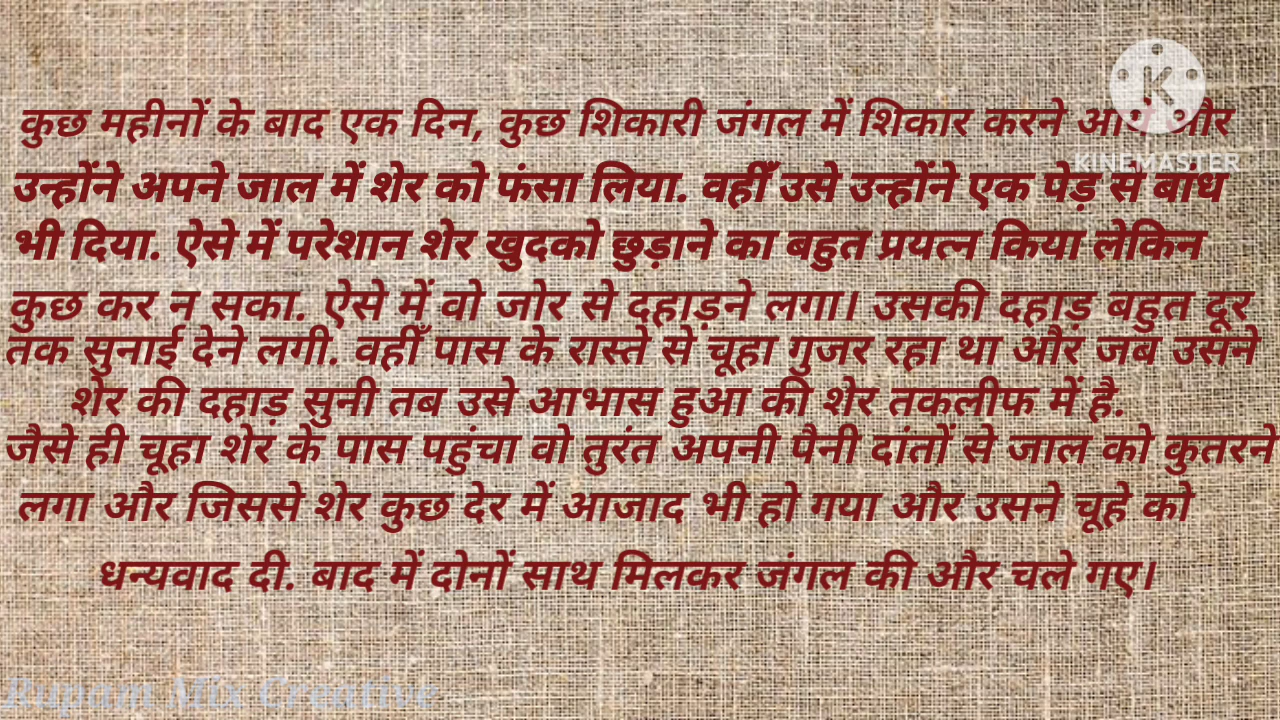 कुछ महीनों के बाद एक दिन, कुछ शिकारी जंगल में शिकार करने और
KINEMASTER
उन्होंने अपने जाल में शेर को फंसा लिया. वहीँ उसे उन्होंने एक पेड़ से बाध
भी दिया. ऐसे में परेशान शेर खुदको छुड़ाने का बहुत प्रयत्न किया लेकिन
कुछ कर न सका. ऐसे में वो जोर से दहाड़ने लगा। उसकी दहाड़ बहुत दूर
तक सुनाई देने लगी. वहीँ पास के रास्ते से चूहा गुजर रहा था और जब उसने
शेर की दहाड़ सुनी तब उसे आभास हुआ की शेर तकलीफ में है.
जैसे ही चूहा शेर के पास पहुंचा वो तुरंत अपनी पैनी दांतों से जाल को कुतरने
लगा और जिससे शेर कुछ देर में आजाद भी हो गया और उसने चूहे को
धन्यवाद दी. बाद में दोनों साथ मिलकर जंगल की और चले गए।
Rupam Mix Creative